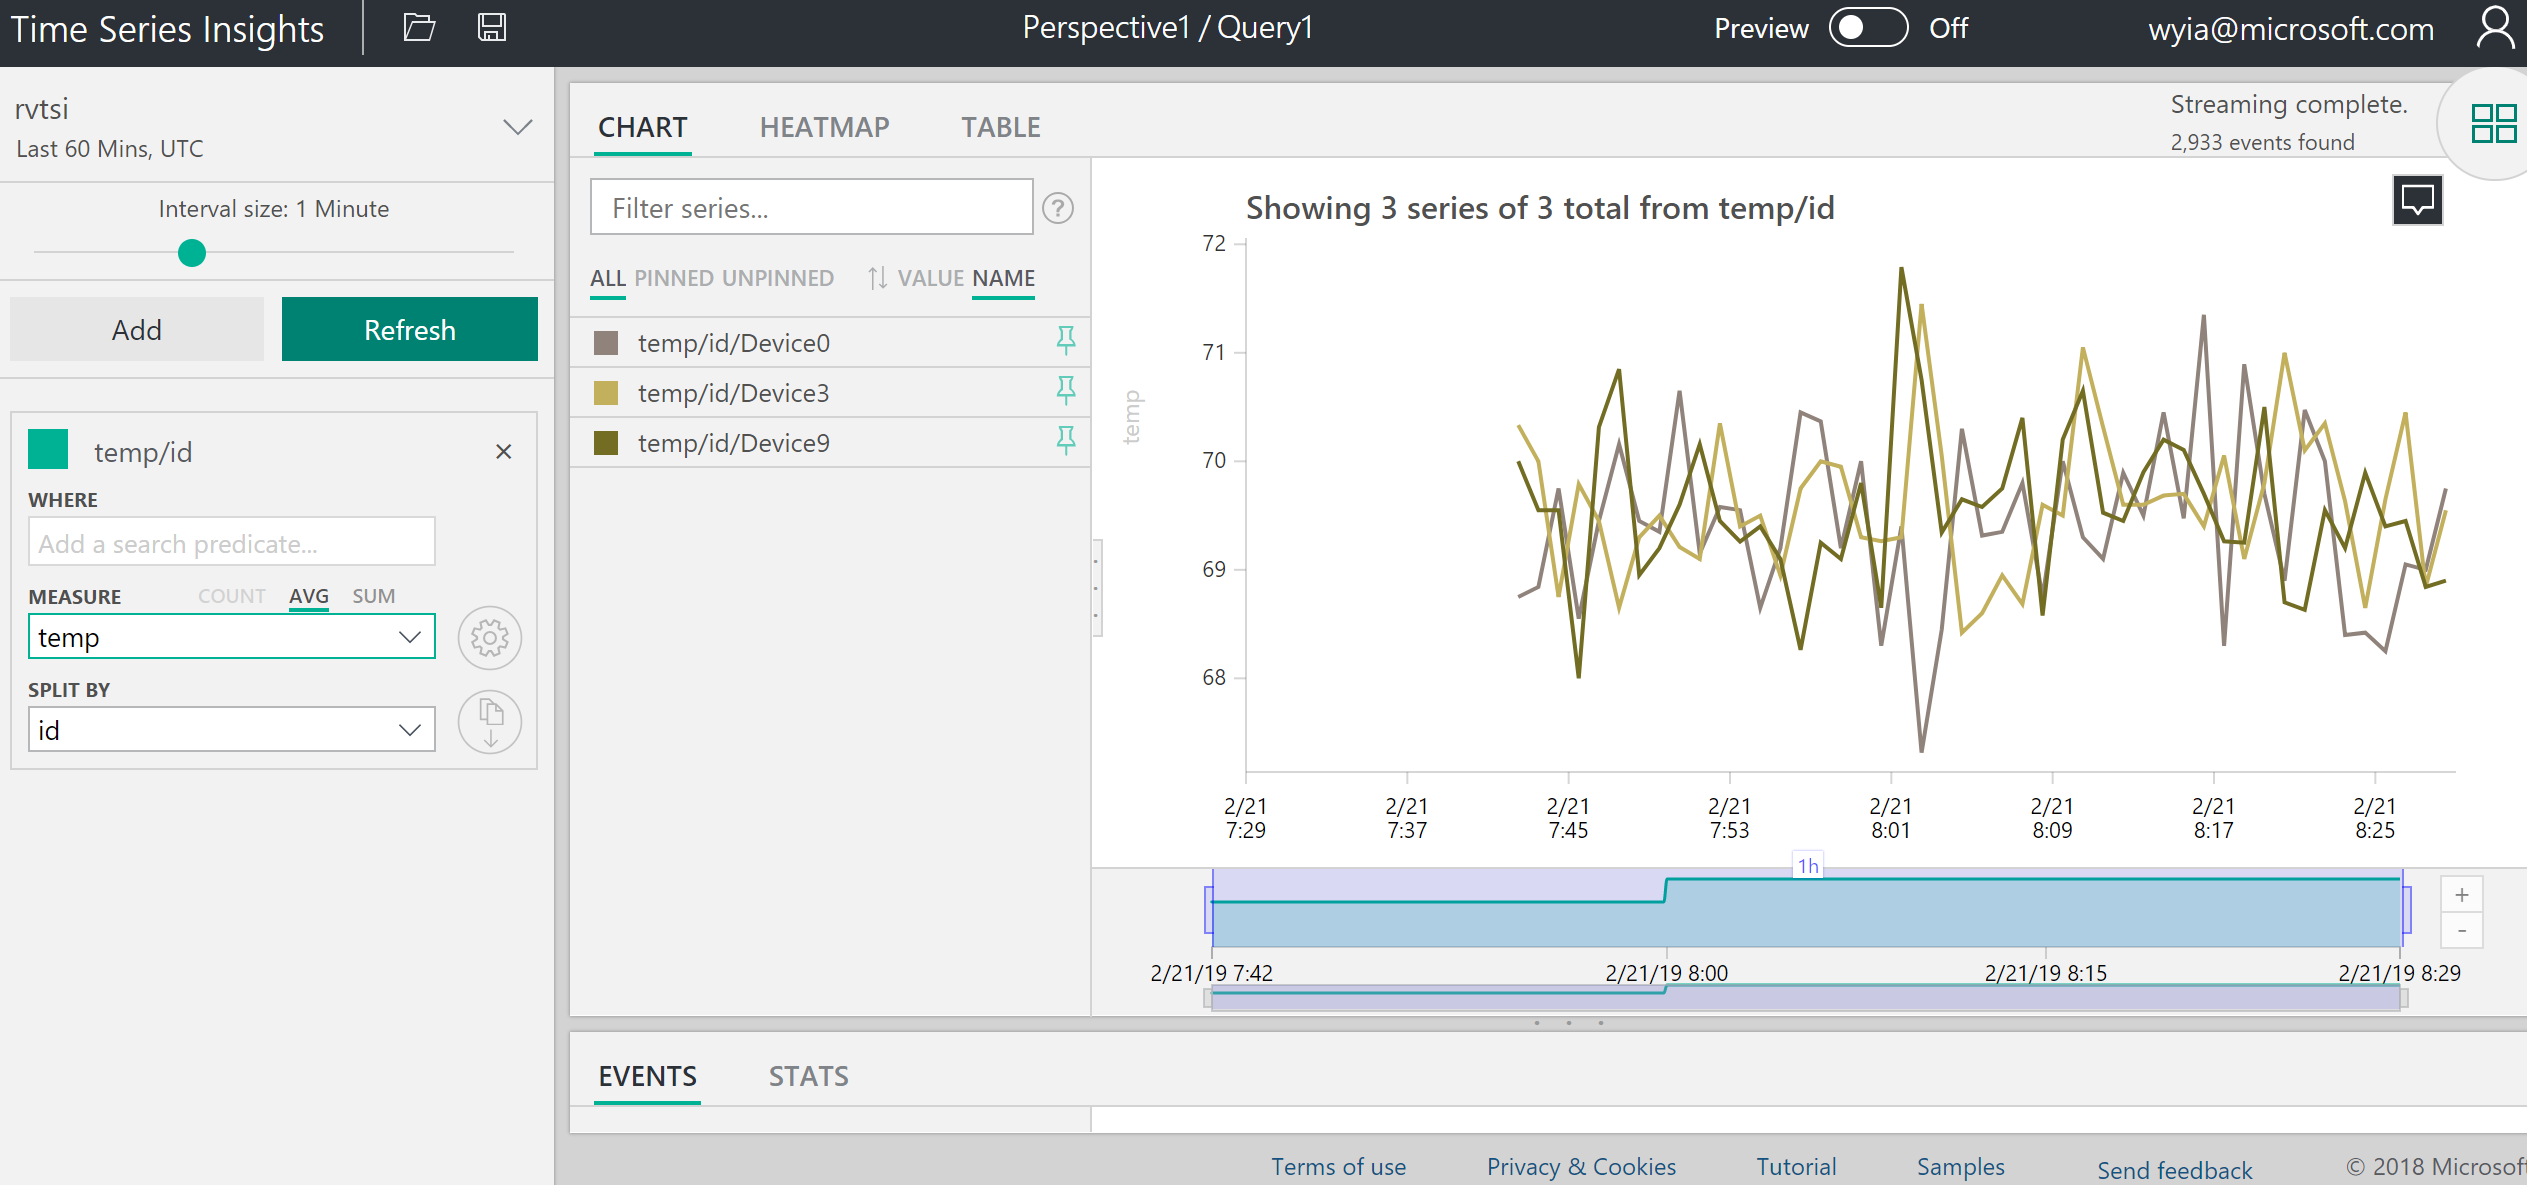 Time Series Insights
Perspective1 / Query1
Preview Off
wyia@microsoft.com
rvtsi
Last 60 Mins, UTC
Interval size: 1 Minute
Add
Refresh
temp/id
WHERE
Add a search predicate...
MEASURE COUNT AVG SUM
temp
SPLIT BY
id
CHART HEATMAP TABLE
Streaming complete.
2,933 events found
Filter series...
?
ALL PINNED UNPINNED VALUE NAME
temp/id/Device0
temp/id/Device3
temp/id/Device9
Showing 3 series of 3 total from temp/id
temp
72
71
70
69
68
2/21 2/21 2/21 2/21 2/21 2/21 2/21 2/21
7:29 7:37 7:45 7:53 8:01 8:09 8:17 8:25
1h
+
-
2/21/19 7:42 2/21/19 8:00 2/21/19 8:15 2/21/19 8:29
EVENTS STATS
Terms of use Privacy & Cookies Tutorial Samples Send feedback © 2018 Microsoft